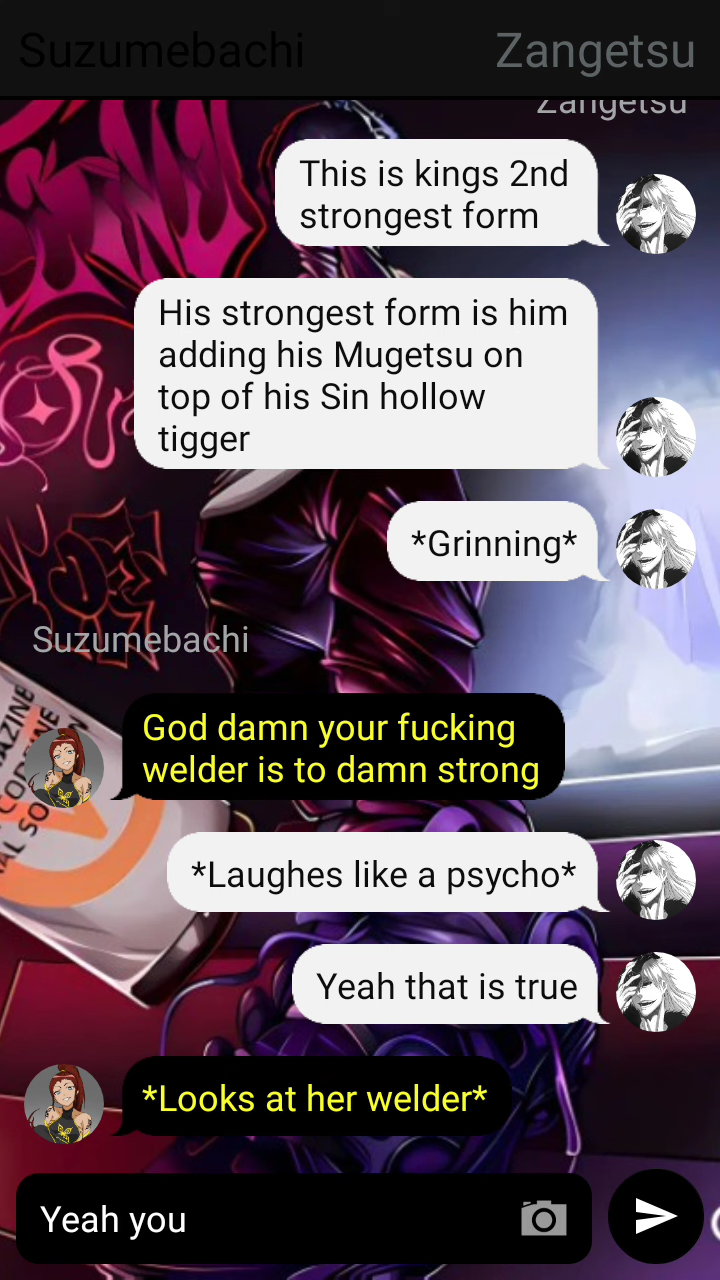 Suzumebachi
Zangetsu
Zangetsu
This is kings 2nd
strongest form
His strongest form is him
adding his Mugetsu on
top of his Sin hollow
tigger
*Grinning*
Suzumebachi
God damn your fucking
welder is to damn strong
*Laughes like a psycho*
Yeah that is true
*Looks at her welder*
Yeah you